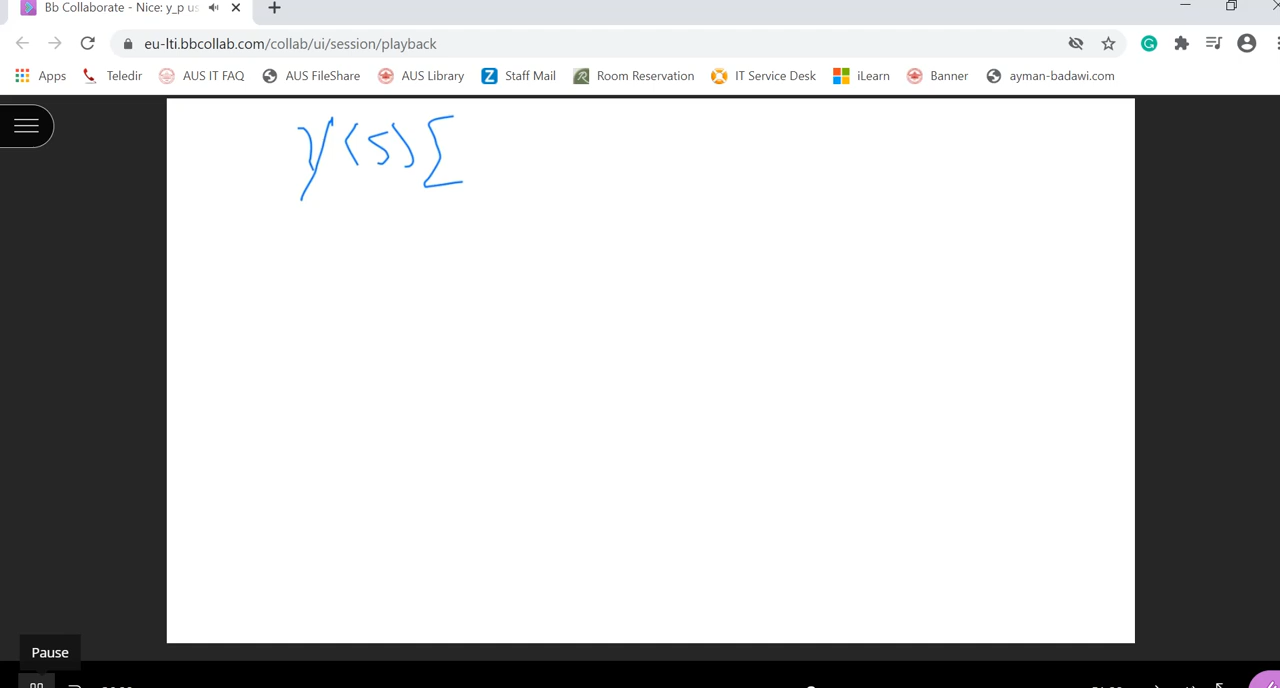 Bb Collaborate - Nice: y_p us
eu-lti.bbcollab.com/collab/ui/session/playback
Apps Teledir AUS IT FAQ AUS FileShare AUS Library Staff Mail Room Reservation IT Service Desk iLearn Banner ayman-badawi.com
y(5)[
Pause